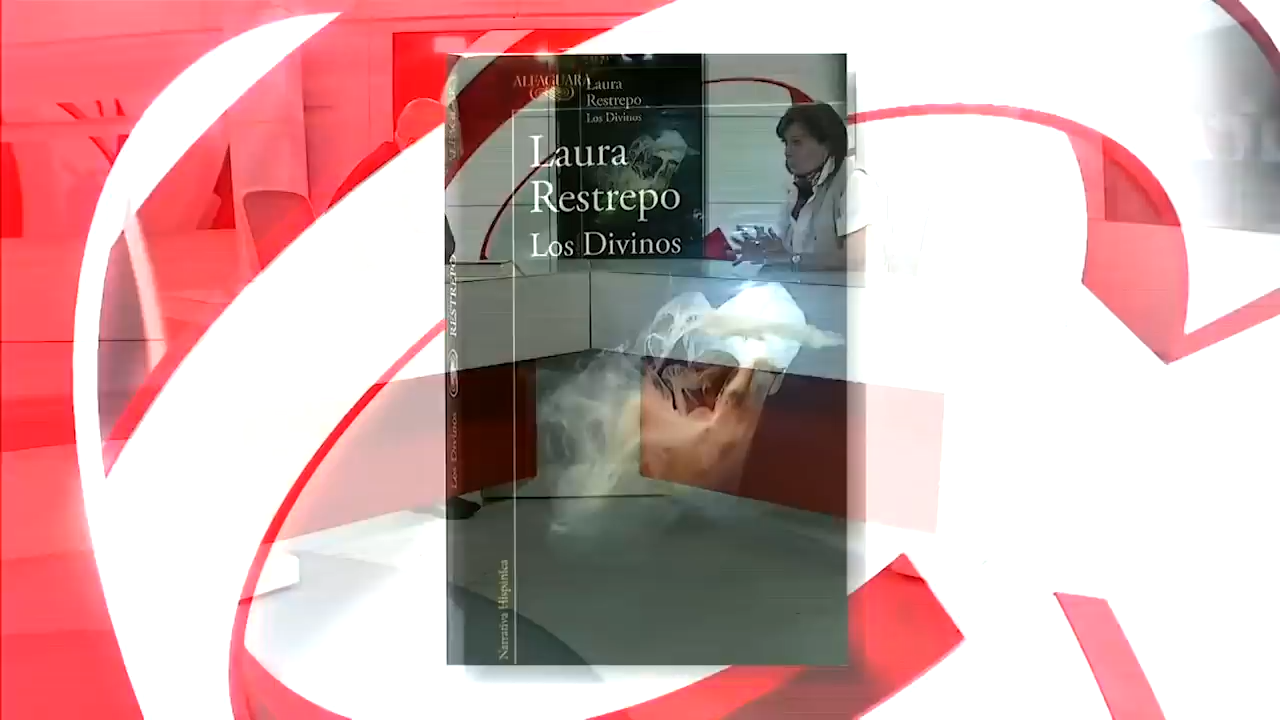 ALFAGUARA
Laura
Restrepo
Los Divinos
Laura
Restrepo
Los Divinos
RESTREPO
Los Divinos
Narrativa Hispánica